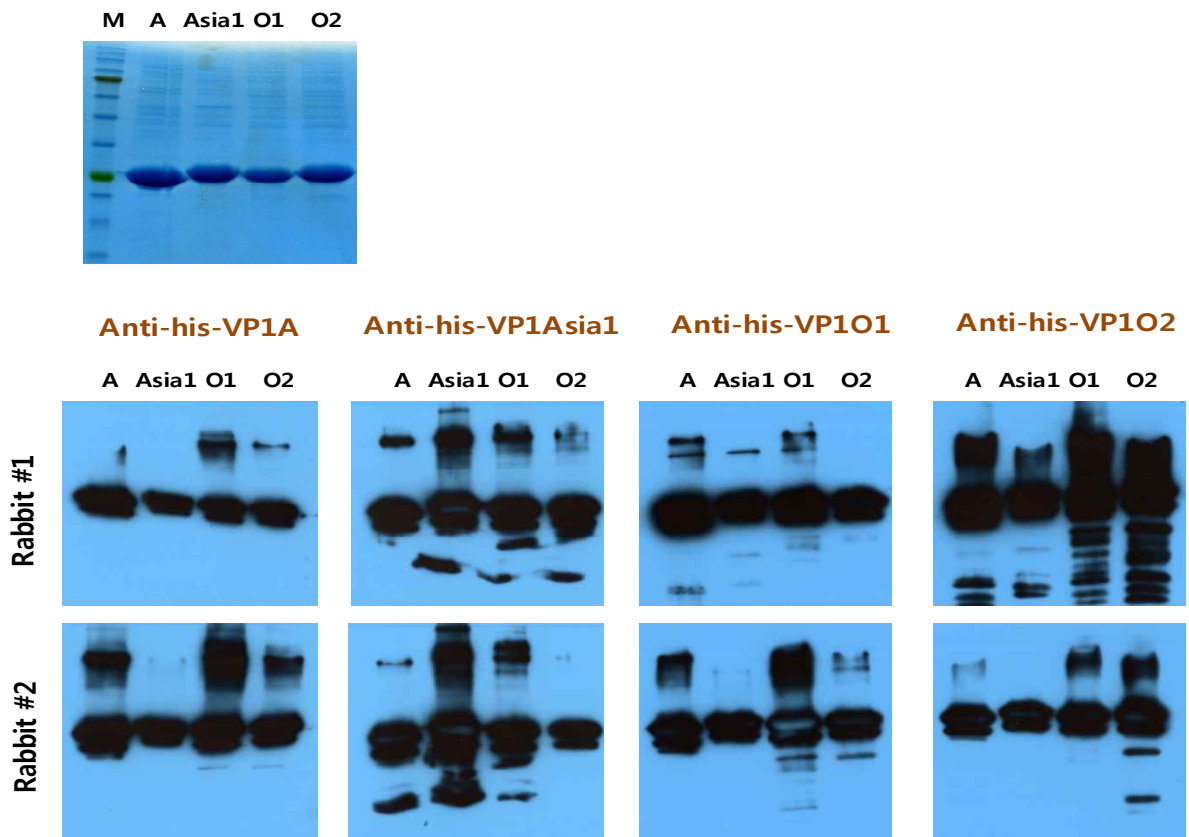 M A Asia1 O1 O2
Anti-his-VP1A Anti-his-VP1Asia1 Anti-his-VP1O1 Anti-his-VP1O2
A Asia1 O1 O2 A Asia1 O1 O2 A Asia1 O1 O2 A Asia1 O1 O2
Rabbit #1
Rabbit #2